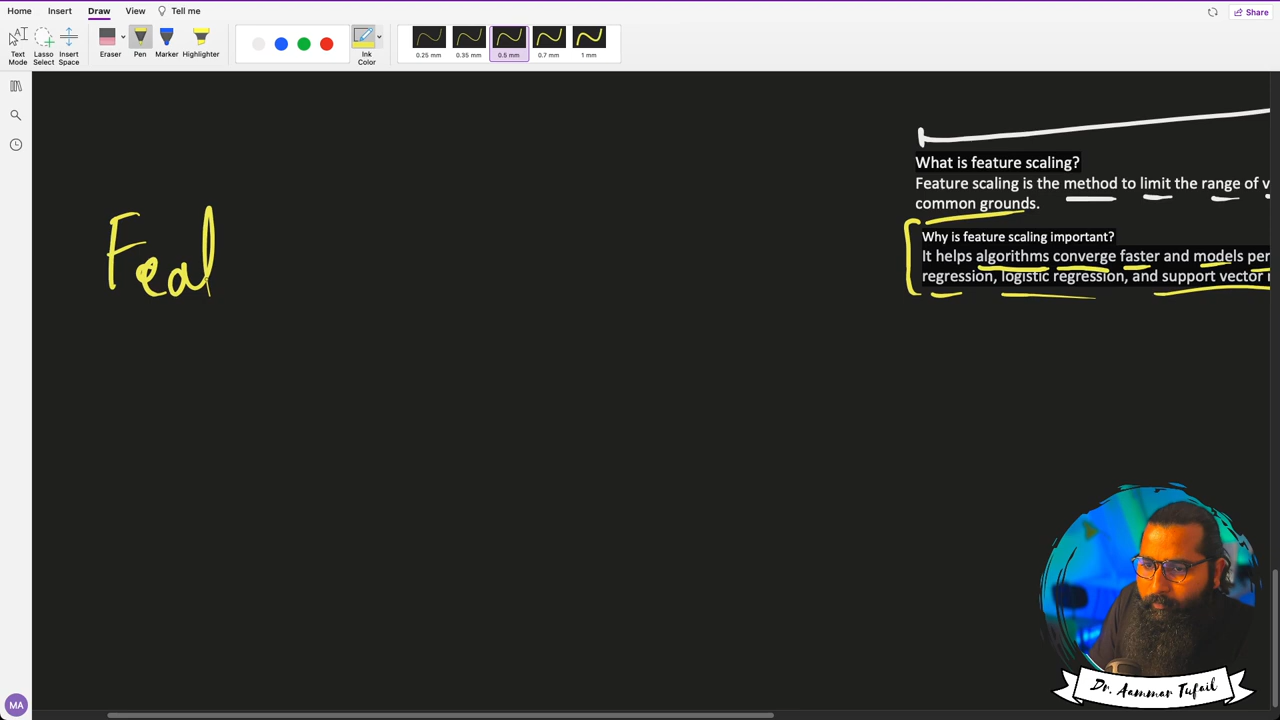 Home Insert Draw View Tell me
Share
Text Mode
Lasso Select
Insert Space
Eraser
Pen
Marker
Highlighter
Ink Color
0.25 mm
0.35 mm
0.5 mm
0.7 mm
1 mm
What is feature scaling?
Feature scaling is the method to limit the range of v
common grounds.
Why is feature scaling important?
It helps algorithms converge faster and models per
regression, logistic regression, and support vector
Feal
MA
Dr. Aammar Tufail